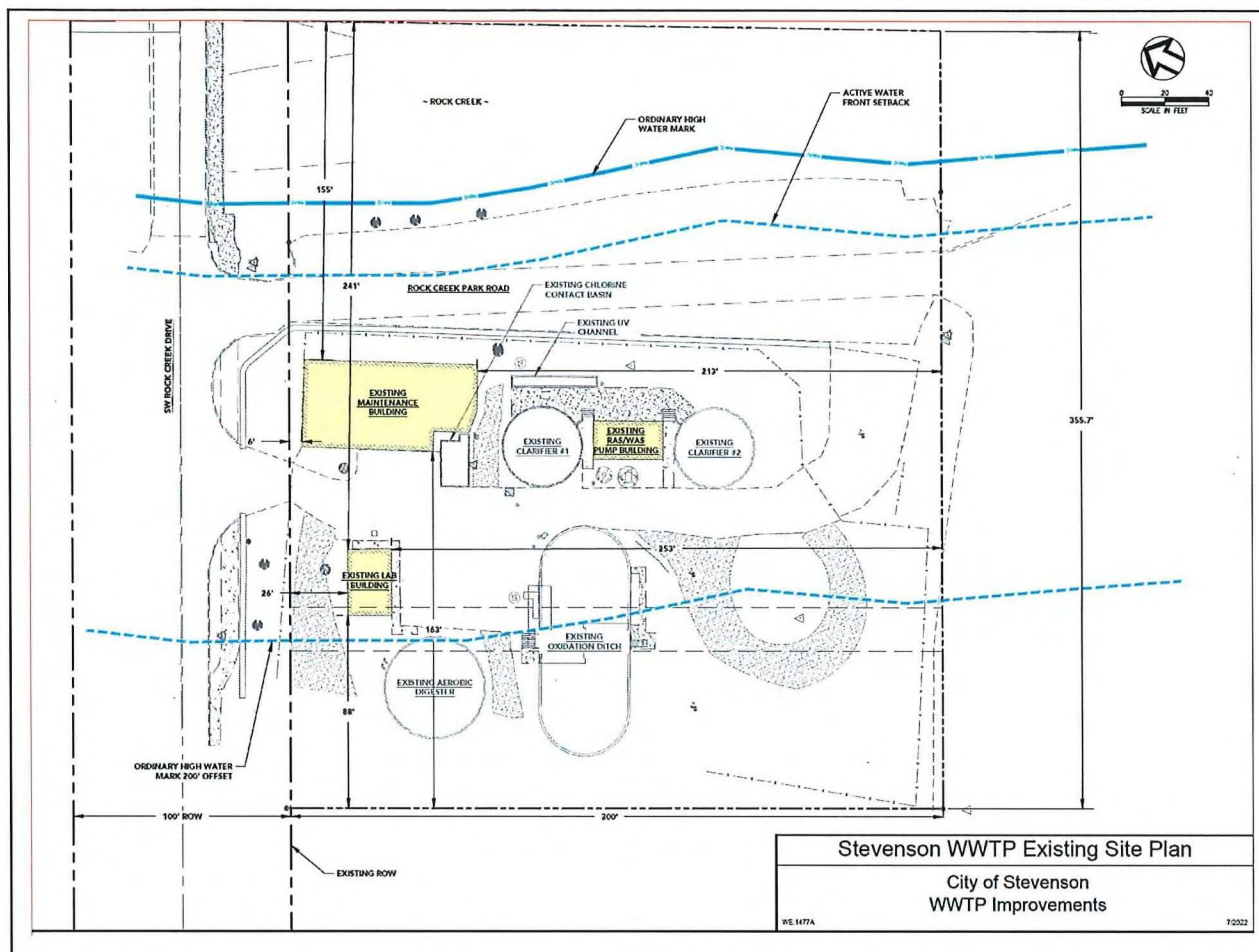 ~ ROCK CREEK ~
ACTIVE WATER
FRONT SETBACK
0 20 40
SCALE IN FEET
ORDINARY HIGH
WATER MARK
155'
241'
ROCK CREEK PARK ROAD
EXISTING CHLORINE
CONTACT BASIN
EXISTING UV
CHANNEL
SW ROCK CREEK DRIVE
213'
EXISTING
MAINTENANCE
BUILDING
355.7'
6'
EXISTING
CLARIFIER #1
EXISTING
RAS/WAS
PUMP BUILDING
EXISTING
CLARIFIER #2
253'
EXISTING LAB
BUILDING
26'
163'
EXISTING
OXIDATION DITCH
EXISTING AEROBIC
DIGESTER
88'
ORDINARY HIGH WATER
MARK 200' OFFSET
100' ROW
300'
EXISTING ROW
Stevenson WWTP Existing Site Plan
City of Stevenson
WWTP Improvements
WE.1477A
7/2022